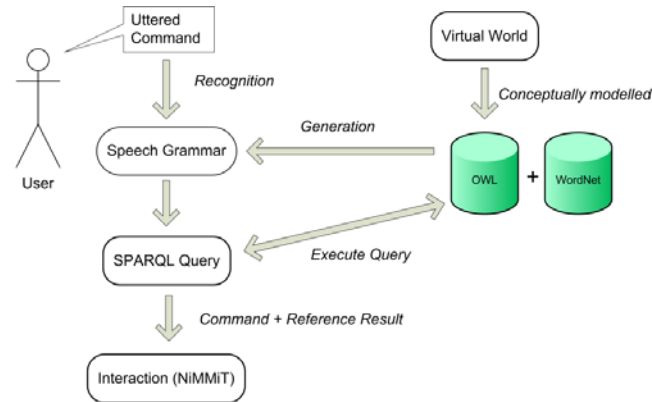 Uttered
Command
Virtual World
Recognition
Conceptually modelled
Generation
Speech Grammar
OWL
+
WordNet
User
SPARQL Query
Execute Query
Command + Reference Result
Interaction (NiMMiT)